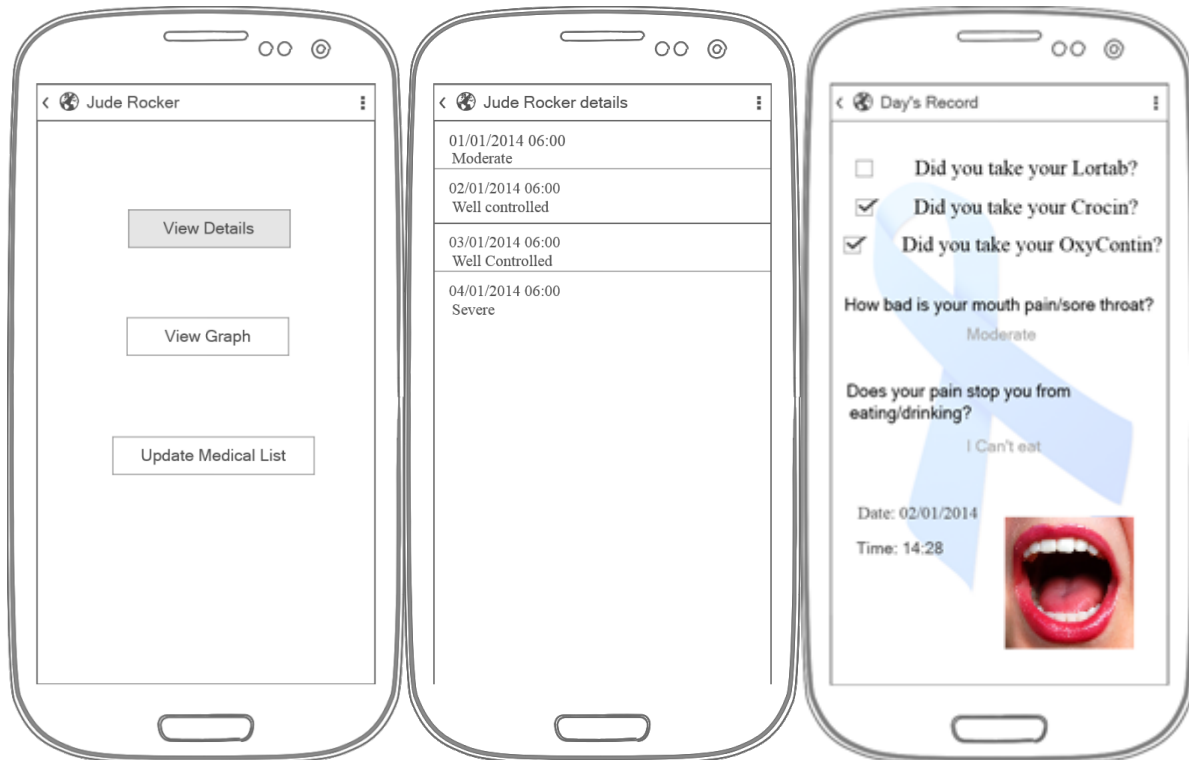 Jude Rocker
View Details
View Graph
Update Medical List
Jude Rocker details
01/01/2014 06:00
Moderate
02/01/2014 06:00
Well controlled
03/01/2014 06:00
Well Controlled
04/01/2014 06:00
Severe
Day's Record
Did you take your Lortab?
Did you take your Crocin?
Did you take your OxyContin?
How bad is your mouth pain/sore throat?
Moderate
Does your pain stop you from
eating/drinking?
I Can't eat
Date: 02/01/2014
Time: 14:28